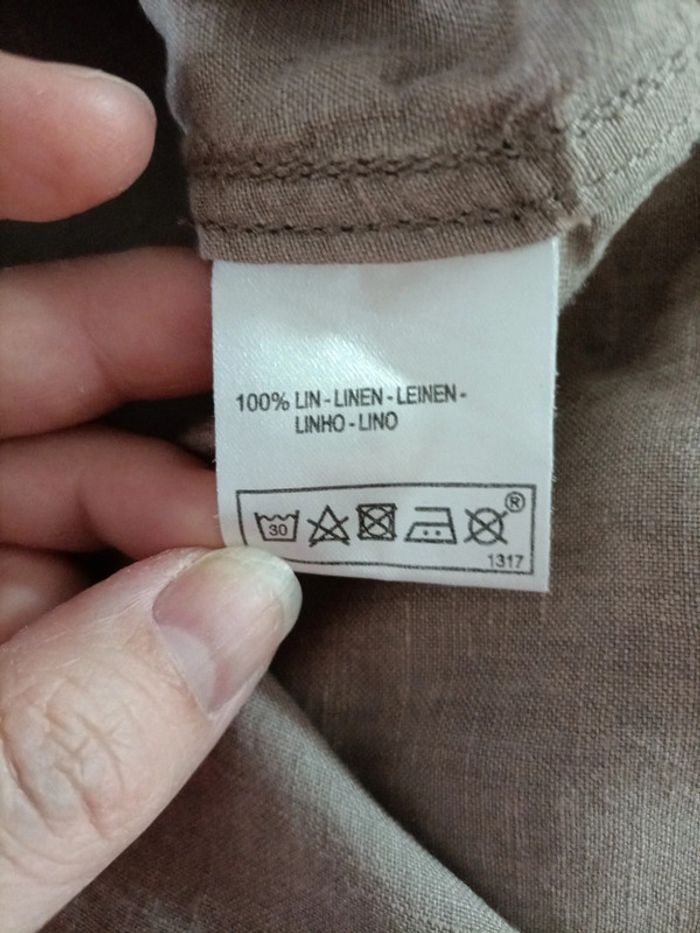 100% LIN - LINEN - LEINEN -
LINHO - LINO
30
®
1317